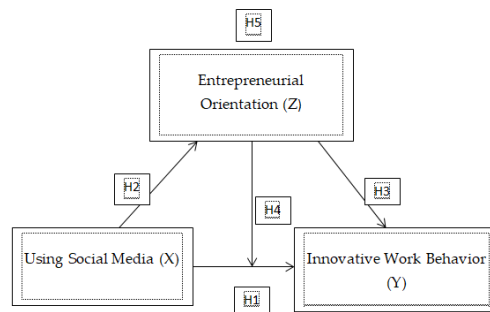 H5
Entrepreneurial
Orientation (Z)
H2
H3
H4
Using Social Media (X)
Innovative Work Behavior
(Y)
H1